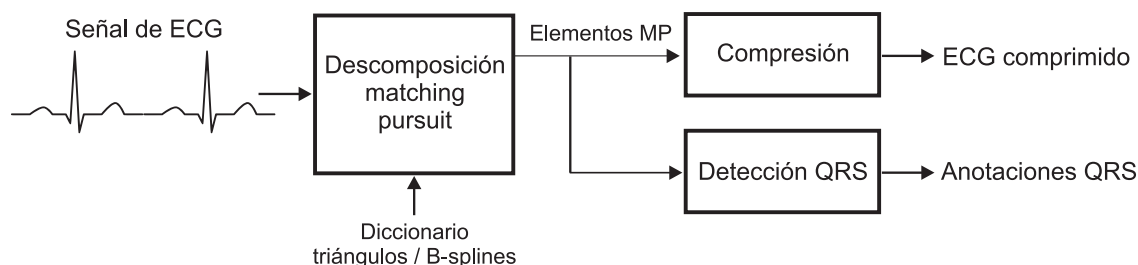 Señal de ECG
Descomposición
matching
pursuit
Diccionario
triángulos / B-splines
Elementos MP
Compresión
ECG comprimido
Detección QRS
Anotaciones QRS